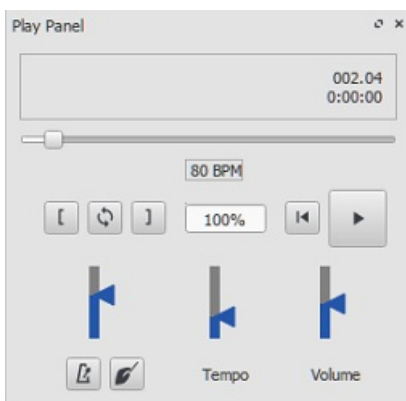 Play Panel
002.04
0:00:00
80 BPM
[ ] 100%
Tempo Volume